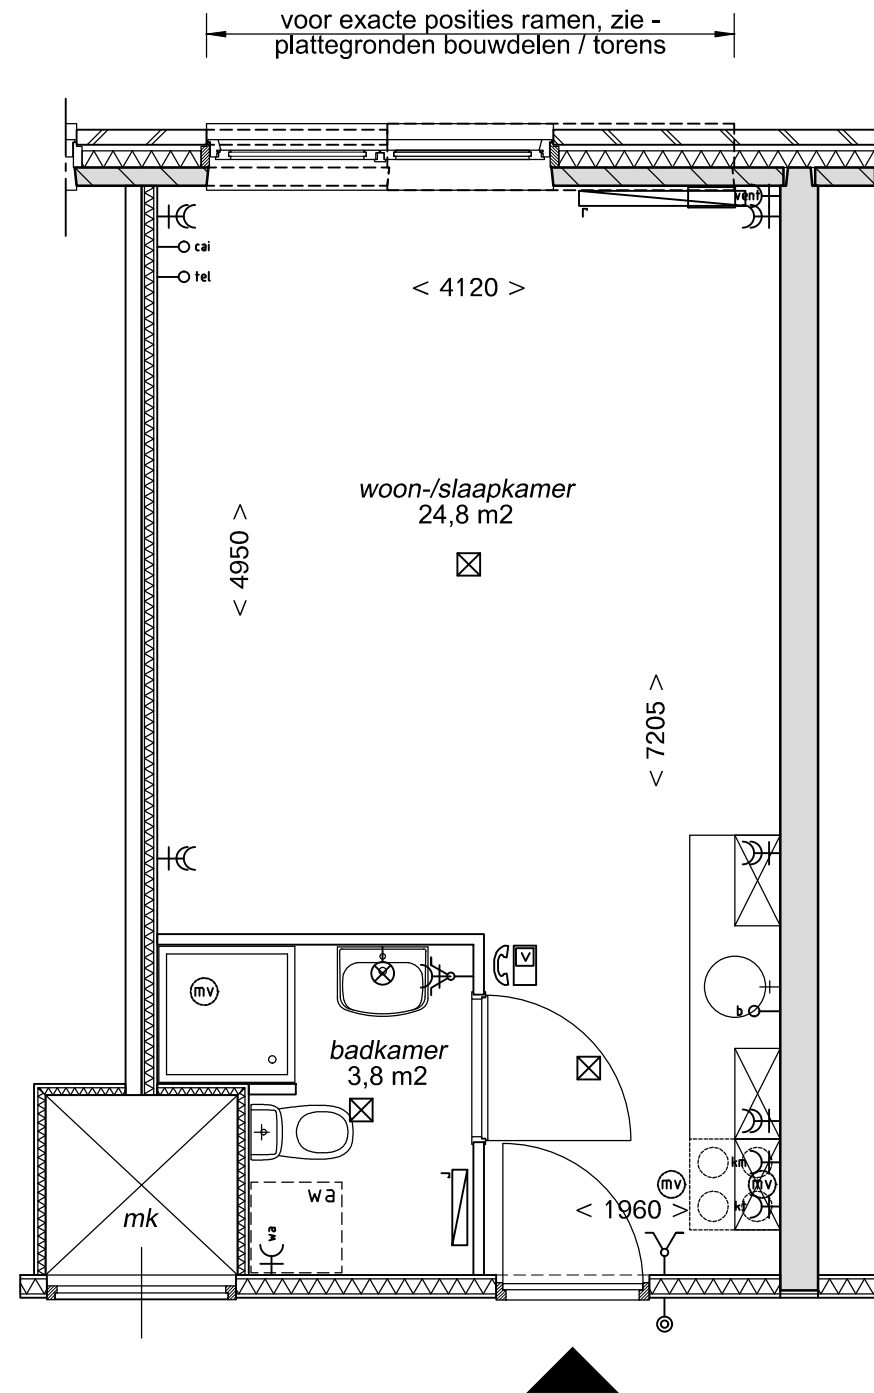 voor exacte posities ramen, zie -
plattegronden bouwdelen / torens
vent
cai
tel
< 4120 >
woon-/slaapkamer
24,8 m2
< 4950 >
< 7205 >
mv
b
badkamer
3,8 m2
km
mv
mv
wa
mk
< 1960 >
wa